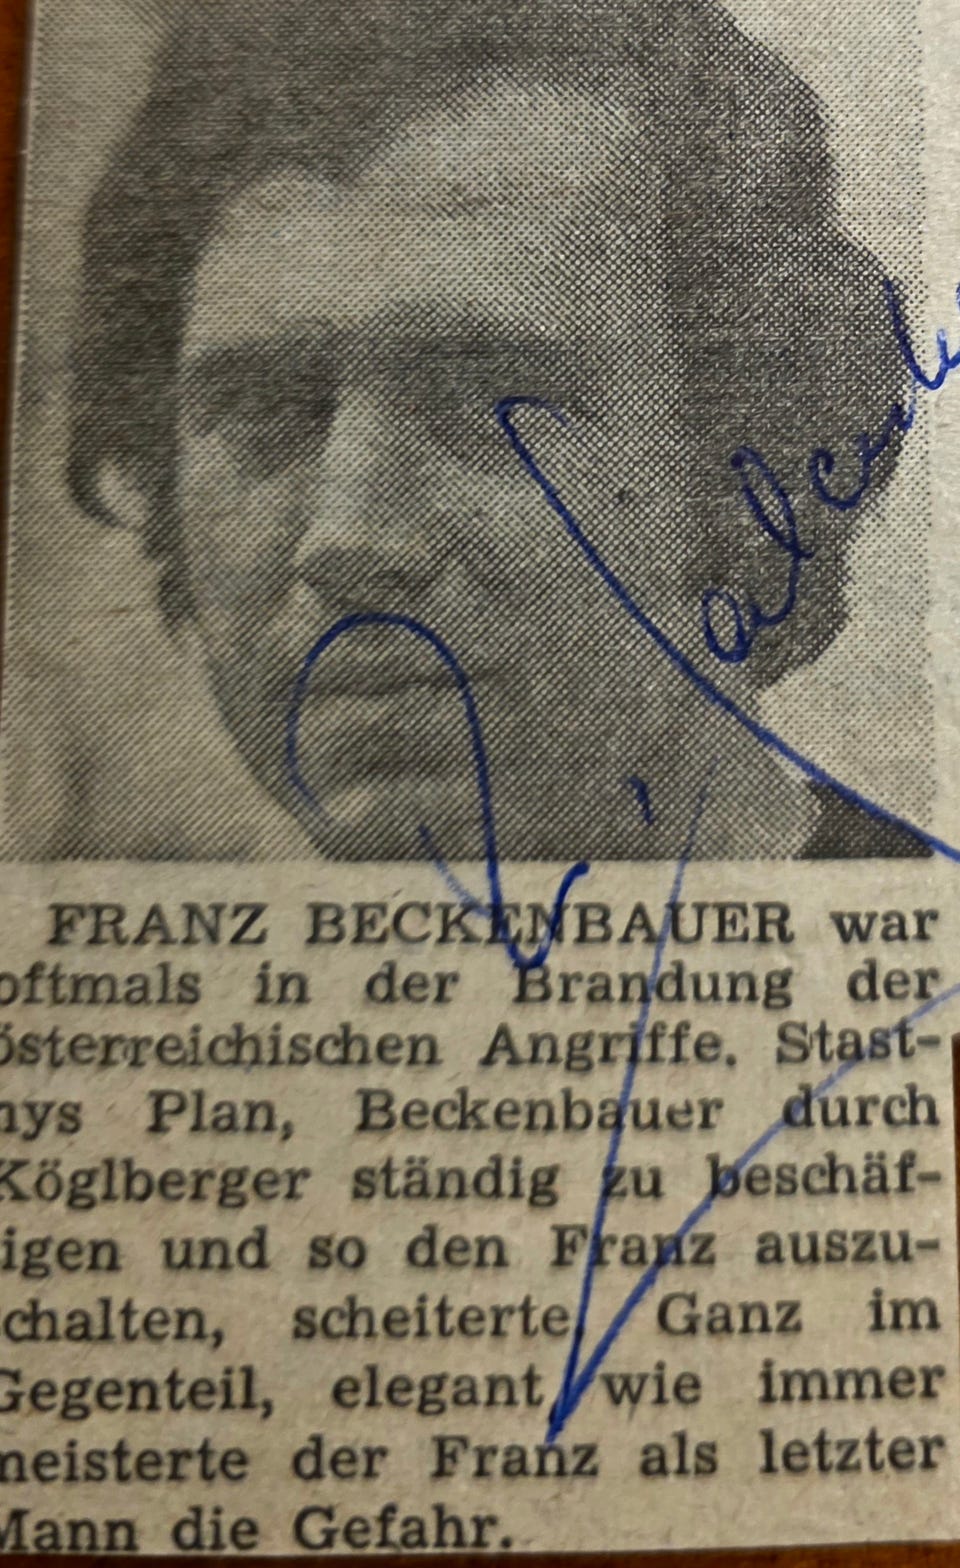 FRANZ BECKENBAUER war
oftmals in der Brandung der
österreichischen Angriffe. Stast-
nys Plan, Beckenbauer durch
Köglberger ständig zu beschäf-
igen und so den Franz auszu-
chalten, scheiterte. Ganz im
Gegenteil, elegant wie immer
meisterte der Franz als letzter
Mann die Gefahr.